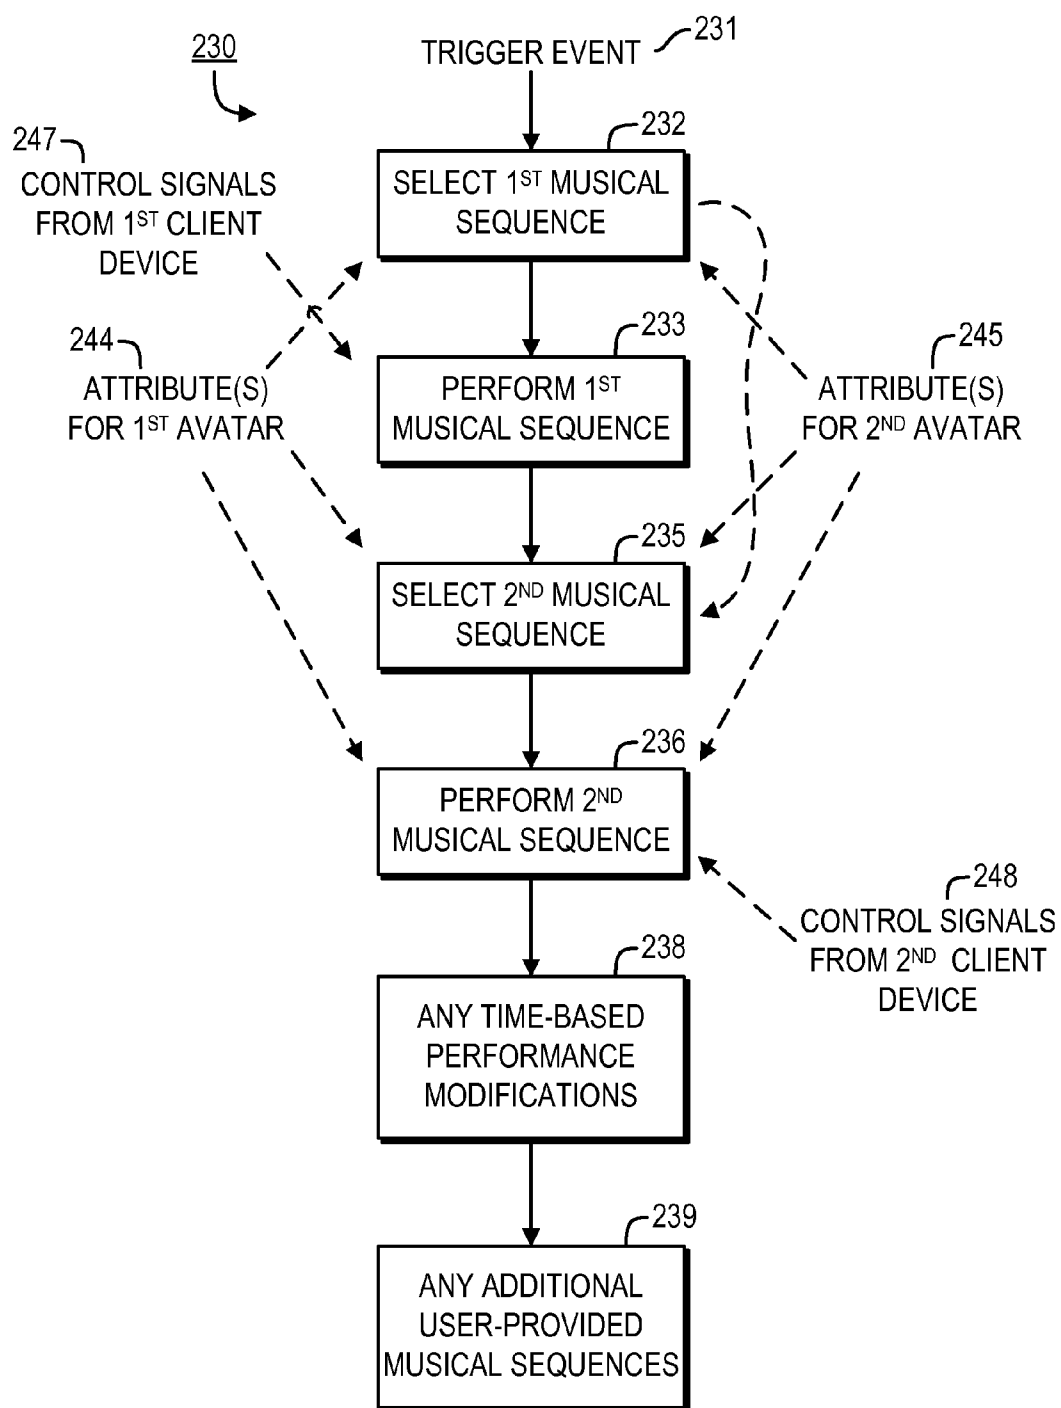 230
TRIGGER EVENT
231
232
SELECT 1ST MUSICAL
SEQUENCE
247
CONTROL SIGNALS
FROM 1ST CLIENT
DEVICE
233
PERFORM 1ST
MUSICAL SEQUENCE
244
ATTRIBUTE(S)
FOR 1ST AVATAR
245
ATTRIBUTE(S)
FOR 2ND AVATAR
235
SELECT 2ND MUSICAL
SEQUENCE
236
PERFORM 2ND
MUSICAL SEQUENCE
248
CONTROL SIGNALS
FROM 2ND CLIENT
DEVICE
238
ANY TIME-BASED
PERFORMANCE
MODIFICATIONS
239
ANY ADDITIONAL
USER-PROVIDED
MUSICAL SEQUENCES